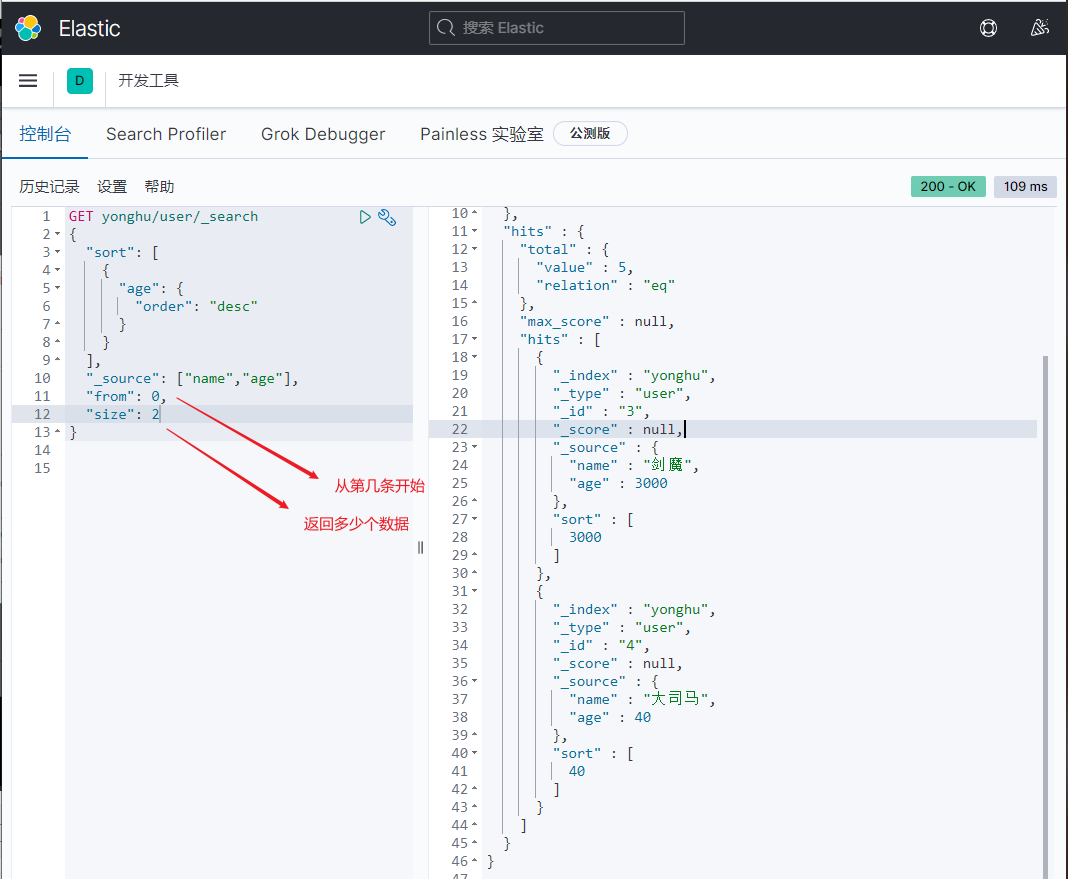 Elastic
搜索 Elastic
D
开发工具
控制台
Search Profiler
Grok Debugger
Painless 实验室
公测版
历史记录
设置
帮助
200 - OK
109 ms
1 GET yonghu/user/_search
2 {
3 "sort": [
4 {
5 "age": {
6 "order": "desc"
7 }
8 }
9 ],
10 "_source": ["name","age"],
11 "from": 0,
12 "size": 2
13 }
14
15
从第几条开始
返回多少个数据
10 },
11 "hits" : {
12 "total" : {
13 "value" : 5,
14 "relation" : "eq"
15 },
16 "max_score" : null,
17 "hits" : [
18 {
19 "_index" : "yonghu",
20 "_type" : "user",
21 "_id" : "3",
22 "_score" : null,
23 "_source" : {
24 "name" : "剑魔",
25 "age" : 3000
26 },
27 "sort" : [
28 3000
29 ]
30 },
31 {
32 "_index" : "yonghu",
33 "_type" : "user",
34 "_id" : "4",
35 "_score" : null,
36 "_source" : {
37 "name" : "大司马",
38 "age" : 40
39 },
40 "sort" : [
41 40
42 ]
43 }
44 ]
45 }
46 }
47